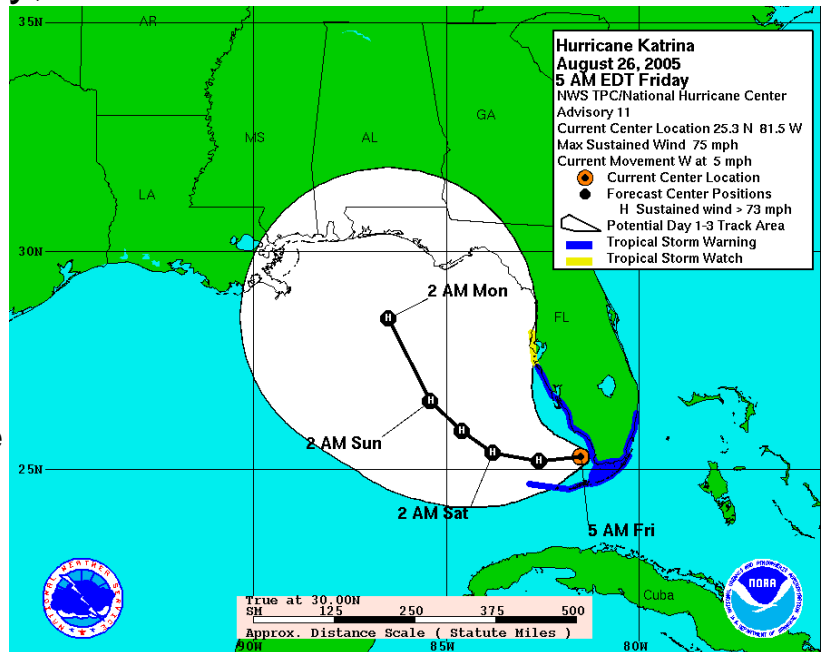 y.
35N
AR
MS
AL
GA
LA
Hurricane Katrina
August 26, 2005
5 AM EDT Friday
NWS TPC/National Hurricane Center
Advisory 11
Current Center Location 25.3 N 81.5 W
Max Sustained Wind 75 mph
Current Movement W at 5 mph
Current Center Location
Forecast Center Positions
H Sustained wind > 73 mph
Potential Day 1-3 Track Area
Tropical Storm Warning
Tropical Storm Watch
30N
2 AM Mon
FL
H
H
H
H
H
2 AM Sun
e
25N
2 AM Sat
5 AM Fri
Cuba
NATIONAL WEATHER SERVICE
NOAA
True at 30.00N
SM 125 250 375 500
Approx. Distance Scale ( Statute Miles )
90W
85W
80W